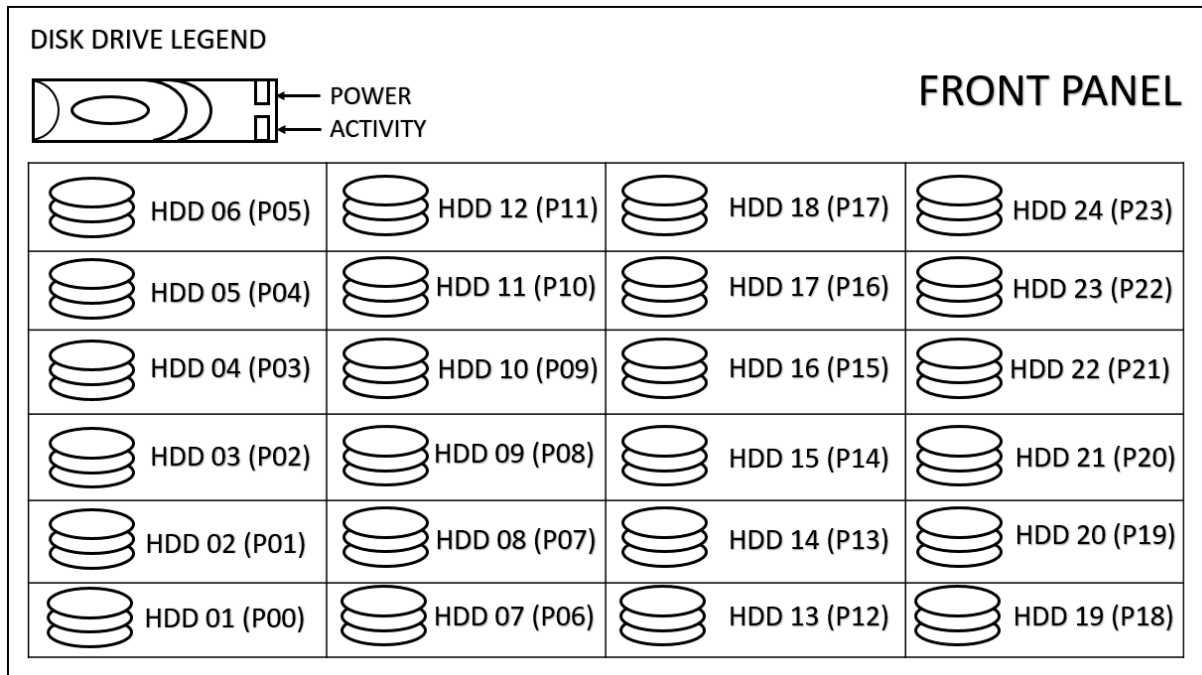 DISK DRIVE LEGEND
FRONT PANEL
POWER
ACTIVITY
HDD 06 (P05) HDD 12 (P11) HDD 18 (P17) HDD 24 (P23)
HDD 05 (P04) HDD 11 (P10) HDD 17 (P16) HDD 23 (P22)
HDD 04 (P03) HDD 10 (P09) HDD 16 (P15) HDD 22 (P21)
HDD 03 (P02) HDD 09 (P08) HDD 15 (P14) HDD 21 (P20)
HDD 02 (P01) HDD 08 (P07) HDD 14 (P13) HDD 20 (P19)
HDD 01 (P00) HDD 07 (P06) HDD 13 (P12) HDD 19 (P18)